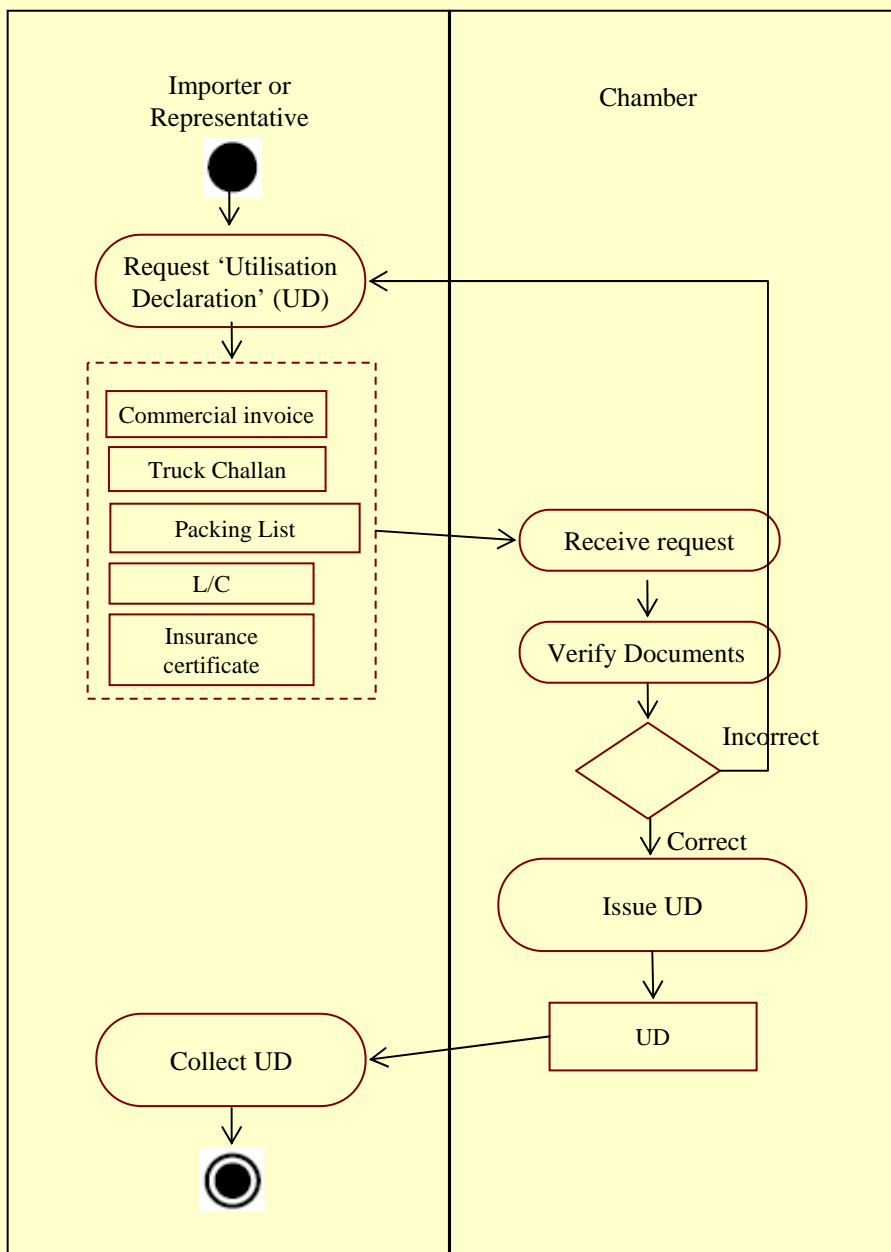 Importer or
Representative
Chamber
Request ‘Utilisation
Declaration’ (UD)
Commercial invoice
Truck Challan
Packing List
L/C
Insurance
certificate
Receive request
Verify Documents
Incorrect
Correct
Issue UD
UD
Collect UD